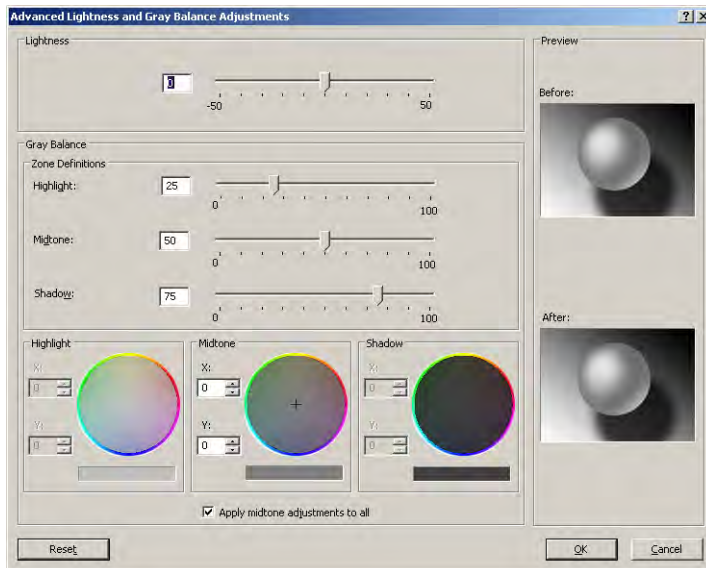 Advanced Lightness and Gray Balance Adjustments
Lightness
0
-50 50
Gray Balance
Zone Definitions
Highlight: 25
0 100
Midtone: 50
0 100
Shadow: 75
0 100
Highlight
X:
0
Y:
0
Midtone
X:
0
Y:
0
Shadow
X:
0
Y:
0
Apply midtone adjustments to all
Preview
Before:
After:
Reset
OK
Cancel